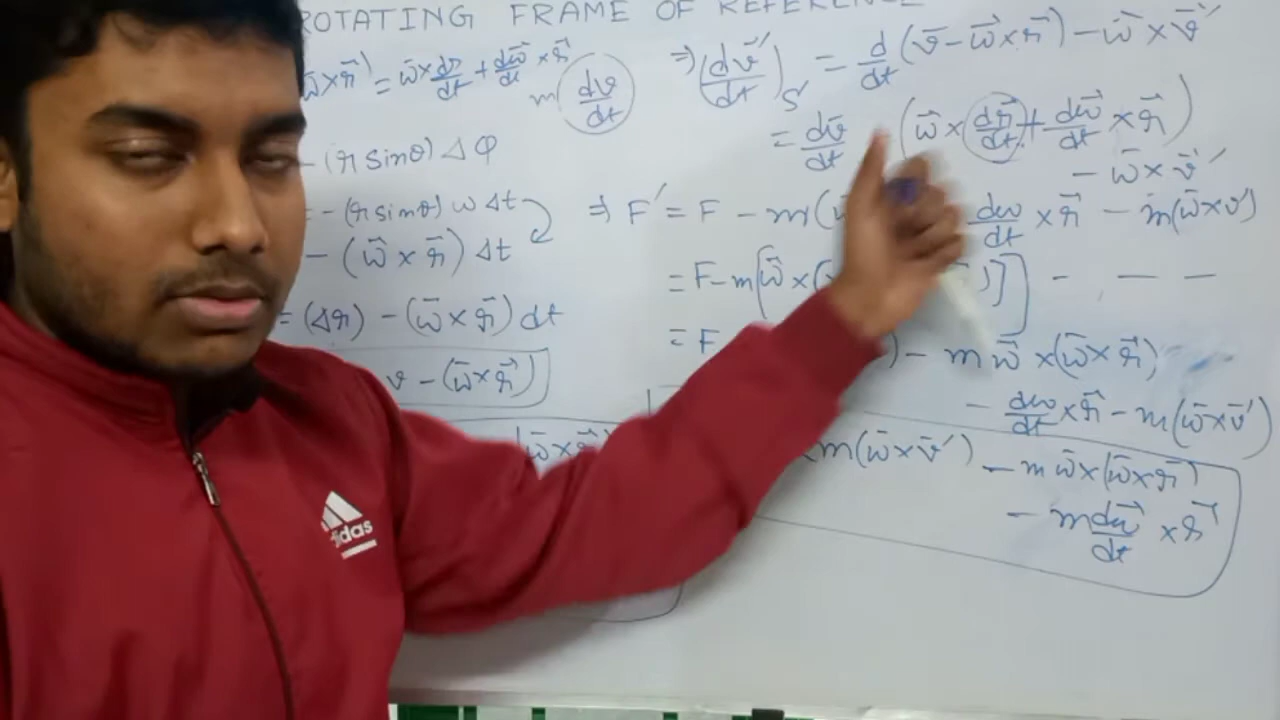 ROTATING FRAME OF REFERENCE
ω̄ × r⃗) = ω̄ × dr/dt + dω⃗/dt × r⃗
m (dv/dt)
⇒ (dv⃗′/dt)S′ = d/dt (v̄ − ω⃗ × r⃗) − ω⃗ × v⃗′
= dv̄/dt (ω⃗ × (dr⃗/dt) + dω⃗/dt × r⃗)
− ω̄ × v̄′
− (r sinθ) Δφ
= − (r sinθ) ω Δt
− (ω⃗ × r⃗) Δt
= (Δr) − (ω̄ × r⃗) dt
v − (ω̄ × r⃗)
(ω̄ × r⃗)
⇒ F′ = F − m( dω/dt × r⃗ − m(ω⃗ × v′)
= F − m[ω⃗ × ( )] − — —
= F ) − m ω⃗ × (ω̄ × r⃗)
− dω/dt × r⃗ − m(ω̄ × v̄′)
m(ω̄ × v̄′) − m ω⃗ × (ω̄ × r⃗)
− m dω⃗/dt × r⃗
adidas